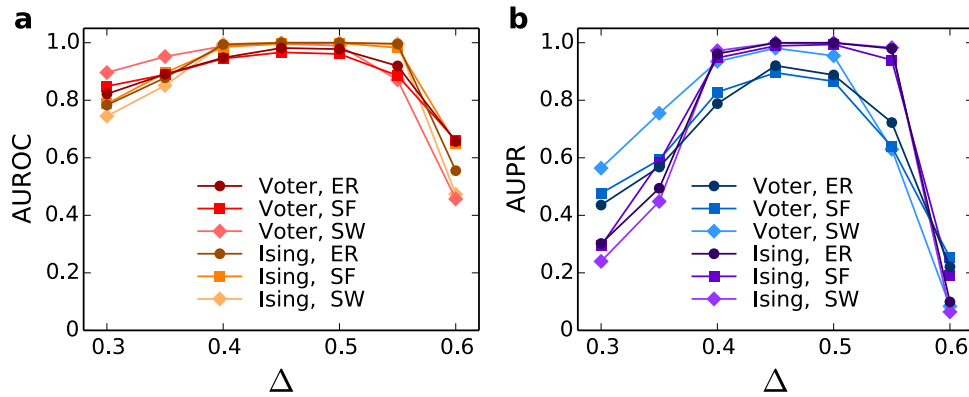 a
AUROC
1.0
0.8
0.6
0.4
0.2
0
Voter, ER
Voter, SF
Voter, SW
Ising, ER
Ising, SF
Ising, SW
0.3 0.4 0.5 0.6
Δ
b
AUPR
1.0
0.8
0.6
0.4
0.2
0
Voter, ER
Voter, SF
Voter, SW
Ising, ER
Ising, SF
Ising, SW
0.3 0.4 0.5 0.6
Δ